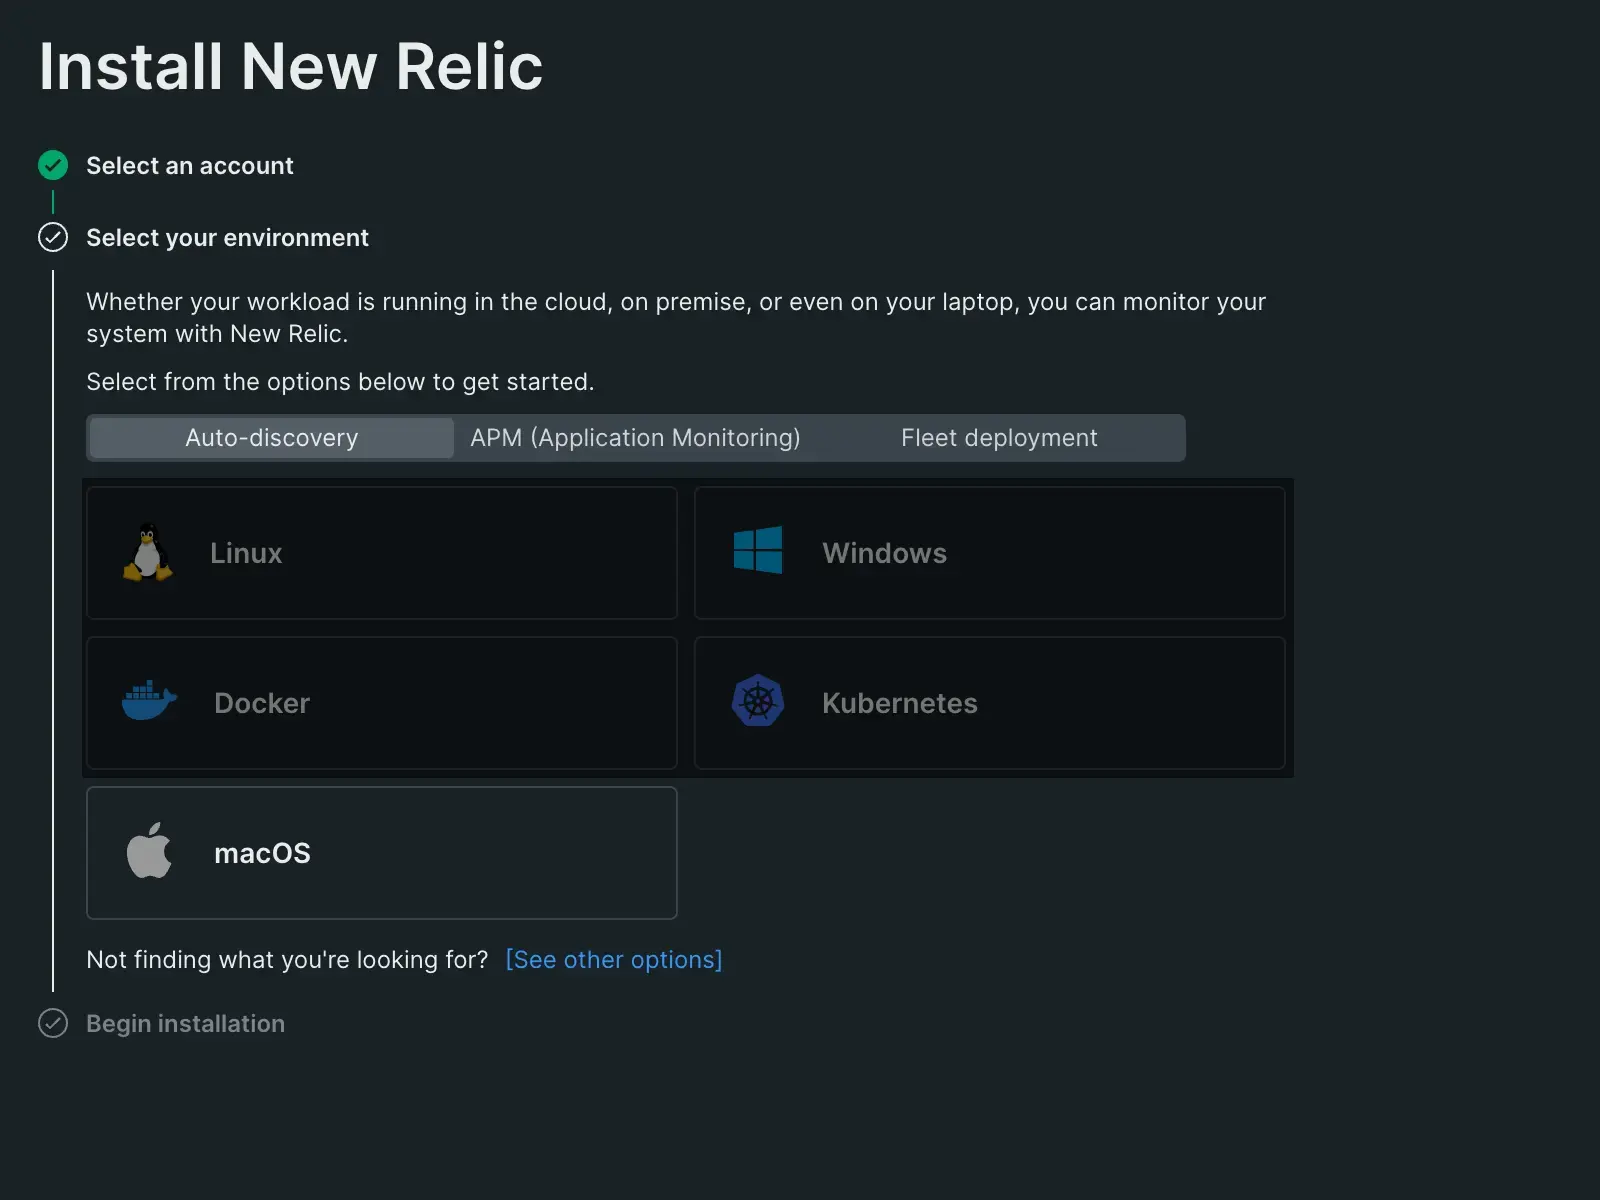 Install New Relic
Select an account
Select your environment
Whether your workload is running in the cloud, on premise, or even on your laptop, you can monitor your
system with New Relic.
Select from the options below to get started.
Auto-discovery APM (Application Monitoring) Fleet deployment
Linux Windows
Docker Kubernetes
macOS
Not finding what you're looking for? [See other options]
Begin installation